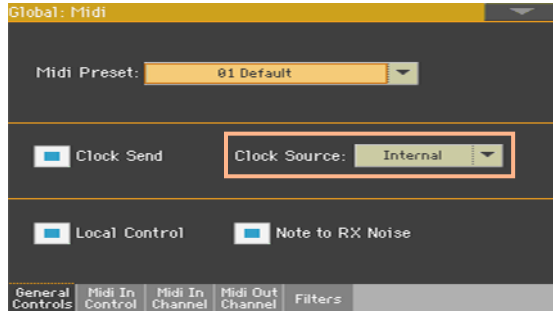 Global: Midi
Midi Preset: 01 Default
Clock Send Clock Source: Internal
Local Control Note to RX Noise
General Controls Midi In Control Midi In Channel Midi Out Channel Filters